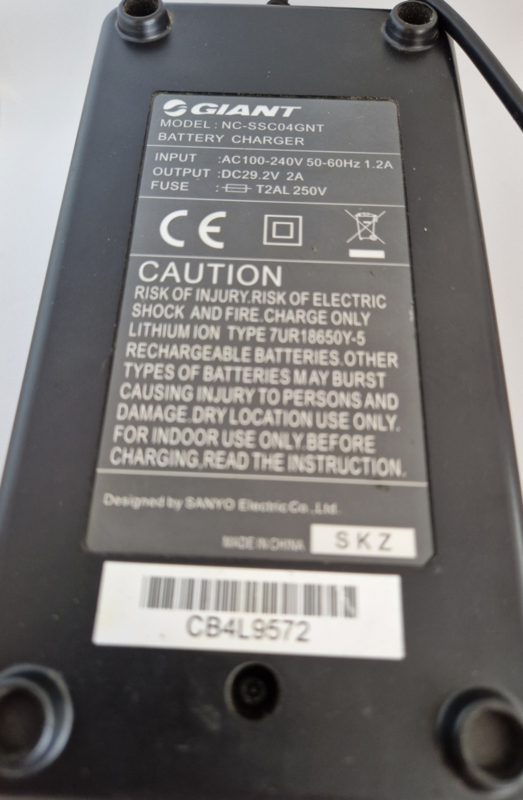 GIANT
MODEL : NC-SSC04GNT
BATTERY CHARGER
INPUT :AC100-240V 50-60Hz 1.2A
OUTPUT :DC29.2V 2A
FUSE : T2AL 250V
CE
CAUTION
RISK OF INJURY.RISK OF ELECTRIC
SHOCK AND FIRE.CHARGE ONLY
LITHIUM ION TYPE 7UR18650Y-5
RECHARGEABLE BATTERIES.OTHER
TYPES OF BATTERIES MAY BURST
CAUSING INJURY TO PERSONS AND
DAMAGE.DRY LOCATION USE ONLY.
FOR INDOOR USE ONLY.BEFORE
CHARGING,READ THE INSTRUCTION.
Designed by SANYO Electric Co.,Ltd.
MADE IN CHINA SKZ
CB4L9572